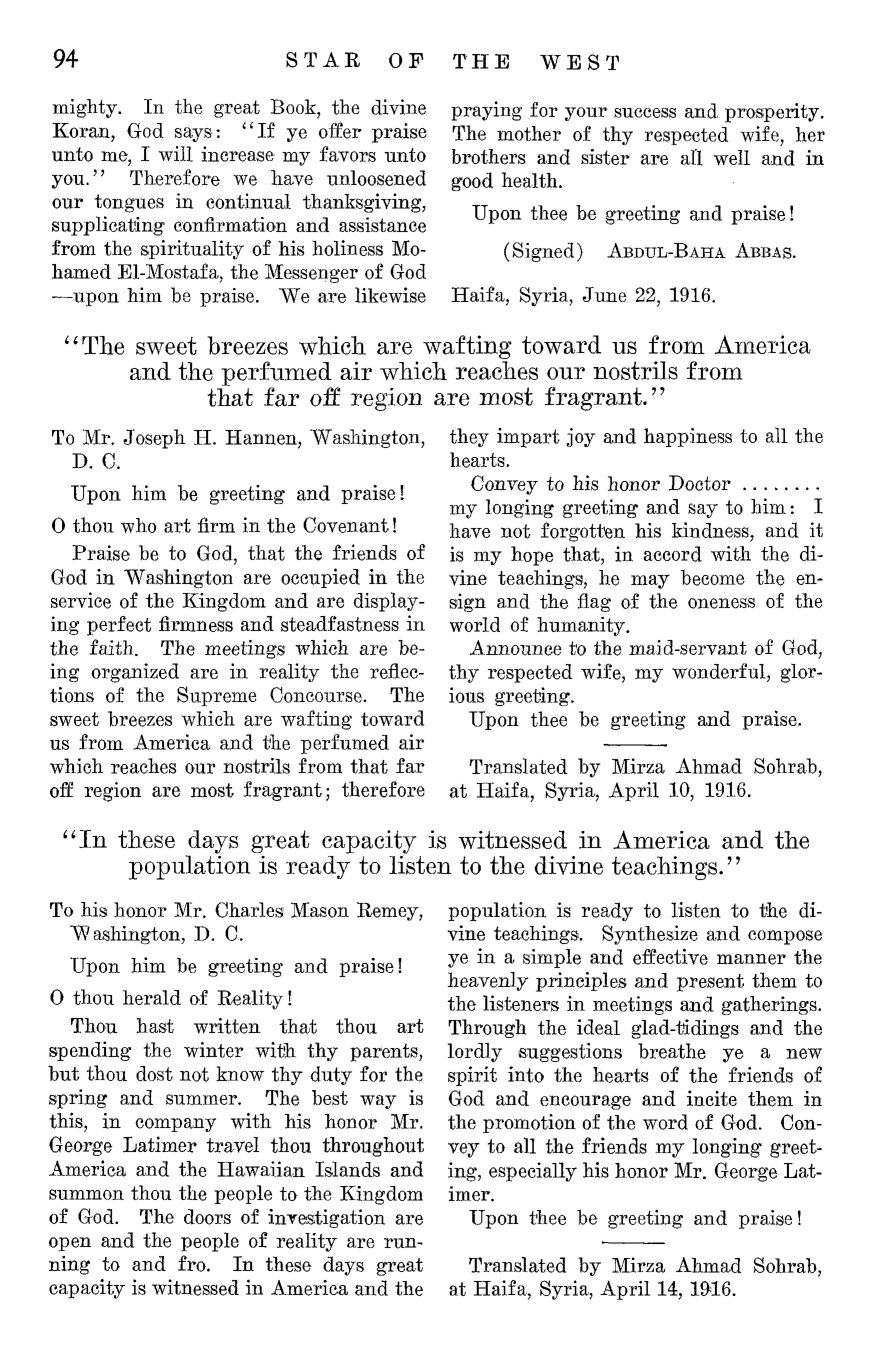 94
STAR OF THE WEST
mighty. In the great Book, the divine
Koran, God says: "If ye offer praise
unto me, I will increase my favors unto
you." Therefore we have unloosened
our tongues in continual thanksgiving,
supplicating confirmation and assistance
from the spirituality of his holiness Mo-
hamed El-Mostafa, the Messenger of God
—upon him be praise. We are likewise
praying for your success and prosperity.
The mother of thy respected wife, her
brothers and sister are all well and in
good health.
Upon thee be greeting and praise!
(Signed) ABDUL-BAHA ABBAS.
Haifa, Syria, June 22, 1916.
"The sweet breezes which are wafting toward us from America
and the perfumed air which reaches our nostrils from
that far off region are most fragrant."
To Mr. Joseph H. Hannen, Washington,
D. C.
Upon him be greeting and praise!
O thou who art firm in the Covenant!
Praise be to God, that the friends of
God in Washington are occupied in the
service of the Kingdom and are display-
ing perfect firmness and steadfastness in
the faith. The meetings which are be-
ing organized are in reality the reflec-
tions of the Supreme Concourse. The
sweet breezes which are wafting toward
us from America and the perfumed air
which reaches our nostrils from that far
off region are most fragrant; therefore
they impart joy and happiness to all the
hearts.
Convey to his honor Doctor ........
my longing greeting and say to him: I
have not forgotten his kindness, and it
is my hope that, in accord with the di-
vine teachings, he may become the en-
sign and the flag of the oneness of the
world of humanity.
Announce to the maid-servant of God,
thy respected wife, my wonderful, glor-
ious greeting.
Upon thee be greeting and praise.
Translated by Mirza Ahmad Sohrab,
at Haifa, Syria, April 10, 1916.
"In these days great capacity is witnessed in America and the
population is ready to listen to the divine teachings."
To his honor Mr. Charles Mason Remey,
Washington, D. C.
Upon him be greeting and praise!
O thou herald of Reality!
Thou hast written that thou art
spending the winter with thy parents,
but thou dost not know thy duty for the
spring and summer. The best way is
this, in company with his honor Mr.
George Latimer travel thou throughout
America and the Hawaiian Islands and
summon thou the people to the Kingdom
of God. The doors of investigation are
open and the people of reality are run-
ning to and fro. In these days great
capacity is witnessed in America and the
population is ready to listen to the di-
vine teachings. Synthesize and compose
ye in a simple and effective manner the
heavenly principles and present them to
the listeners in meetings and gatherings.
Through the ideal glad-tidings and the
lordly suggestions breathe ye a new
spirit into the hearts of the friends of
God and encourage and incite them in
the promotion of the word of God. Con-
vey to all the friends my longing greet-
ing, especially his honor Mr. George Lat-
imer.
Upon thee be greeting and praise!
Translated by Mirza Ahmad Sohrab,
at Haifa, Syria, April 14, 1916.